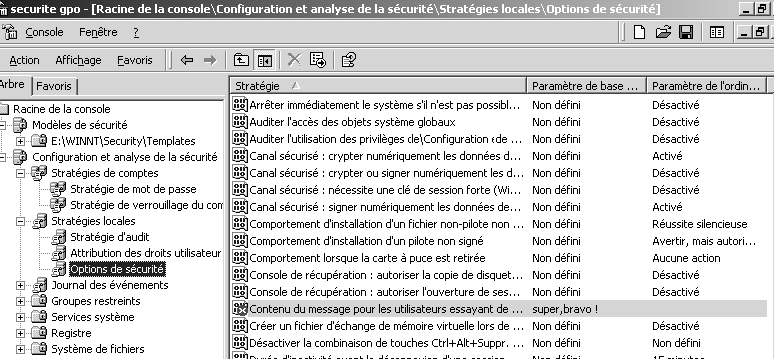 securite gpo - [Racine de la console\Configuration et analyse de la sécurité\Stratégies locales\Options de sécurité]
Console Fenêtre ?
Action Affichage Favoris
Arbre Favoris
Stratégie Paramètre de base ... Paramètre de l'ordin...
Racine de la console
Modèles de sécurité
E:\WINNT\Security\Templates
Configuration et analyse de la sécurité
Stratégies de comptes
Stratégie de mot de passe
Stratégie de verrouillage du com
Stratégies locales
Stratégie d'audit
Attribution des droits utilisateur
Options de sécurité
Journal des événements
Groupes restreints
Services système
Registre
Système de fichiers
Arrêter immédiatement le système s'il n'est pas possibl... Non défini Désactivé
Auditer l'accès des objets système globaux Non défini Désactivé
Auditer l'utilisation des privilèges de\Configuration de ... Non défini Désactivé
Canal sécurisé : crypter numériquement les données d... Non défini Activé
Canal sécurisé : crypter ou signer numériquement les d... Non défini Désactivé
Canal sécurisé : nécessite une clé de session forte (Wi... Non défini Désactivé
Canal sécurisé : signer numériquement les données d... Non défini Activé
Comportement d'installation d'un fichier non-pilote non ... Non défini Réussite silencieuse
Comportement d'installation d'un pilote non signé Non défini Avertir, mais autori...
Comportement lorsque la carte à puce est retirée Non défini Aucune action
Console de récupération : autoriser la copie de disquet... Non défini Désactivé
Console de récupération : autoriser l'ouverture de ses... Non défini Désactivé
Contenu du message pour les utilisateurs essayant de ... super,bravo !
Créer un fichier d'échange de mémoire virtuelle lors de ... Non défini Désactivé
Désactiver la combinaison de touches Ctrl+Alt+Suppr. ... Non défini Désactivé